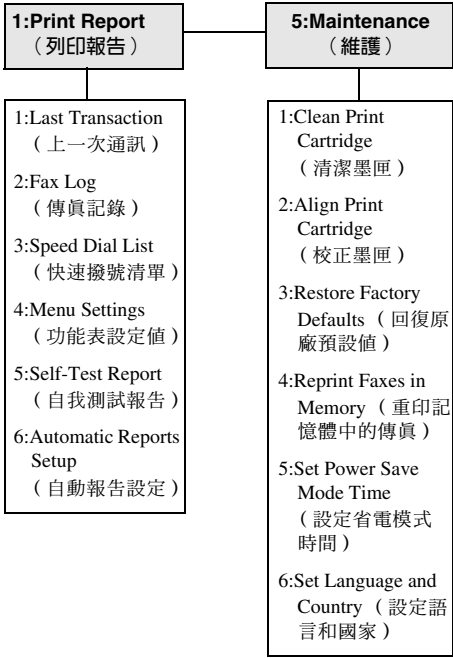 1:Print Report
（列印報告）
1:Last Transaction
（上一次通訊）
2:Fax Log
（傳真記錄）
3:Speed Dial List
（快速撥號清單）
4:Menu Settings
（功能表設定值）
5:Self-Test Report
（自我測試報告）
6:Automatic Reports
Setup
（自動報告設定）
5:Maintenance
（維護）
1:Clean Print
Cartridge
（清潔墨匣）
2:Align Print
Cartridge
（校正墨匣）
3:Restore Factory
Defaults （回復原
廠預設值）
4:Reprint Faxes in
Memory （重印記
憶體中的傳真）
5:Set Power Save
Mode Time
（設定省電模式
時間）
6:Set Language and
Country （設定語
言和國家）